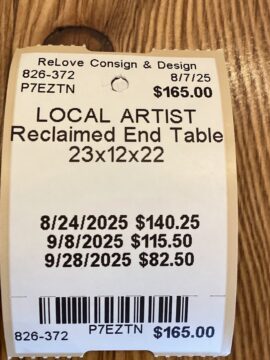 ReLove Consign & Design
826-372 8/7/25
P7EZTN $165.00
LOCAL ARTIST
Reclaimed End Table
23x12x22
8/24/2025 $140.25
9/8/2025 $115.50
9/28/2025 $82.50
826-372 P7EZTN $165.00